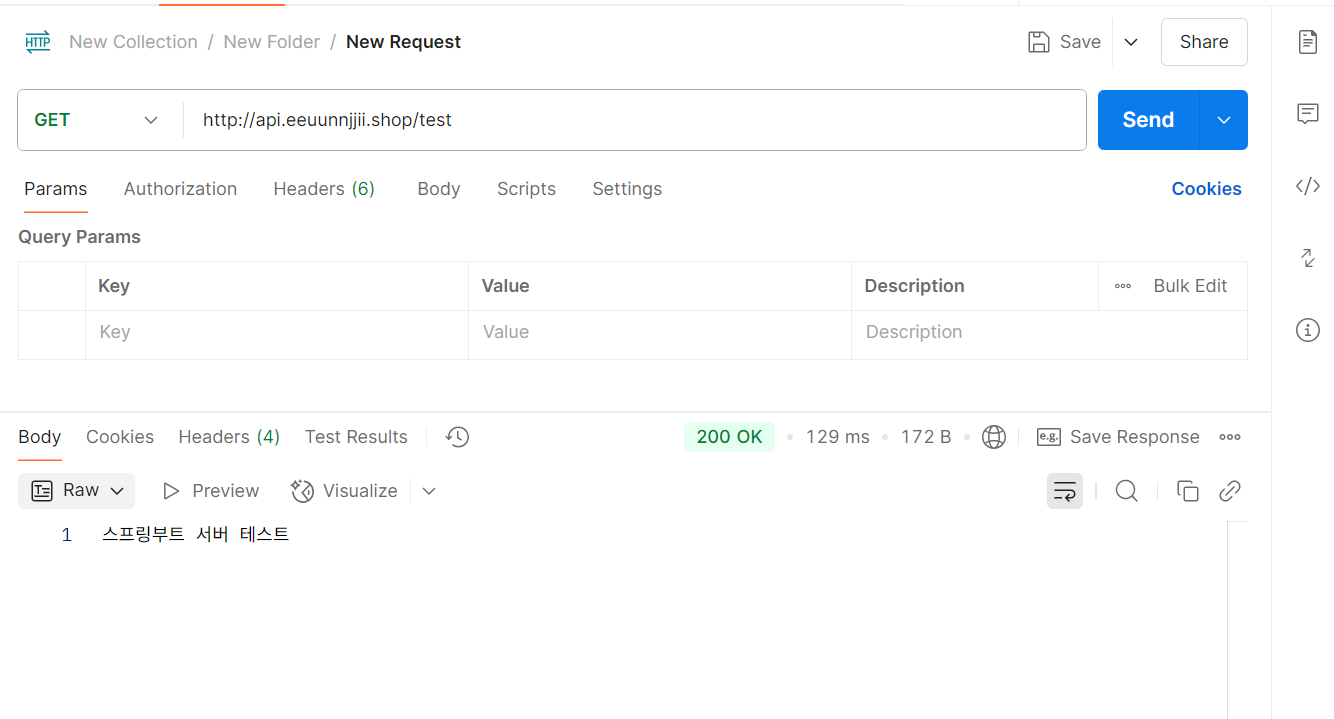 HTTP New Collection / New Folder / New Request Save Share
GET http://api.eeuunnjjii.shop/test Send
Params Authorization Headers (6) Body Scripts Settings Cookies
Query Params
Key Value Description Bulk Edit
Key Value Description
Body Cookies Headers (4) Test Results 200 OK 129 ms 172 B e.g. Save Response
Raw Preview Visualize
1 스프링부트 서버 테스트